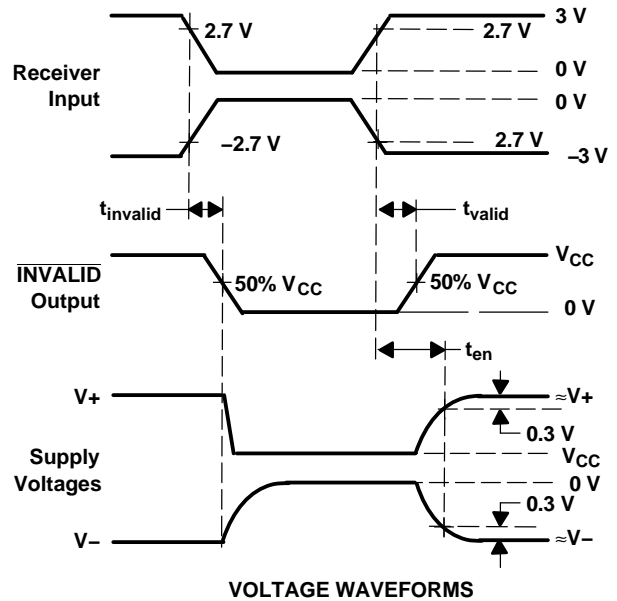 3 V
2.7 V
2.7 V
Receiver
Input
0 V
0 V
–2.7 V
2.7 V
–3 V
tinvalid
tvalid
INVALID
Output
VCC
50% VCC
50% VCC
0 V
ten
V+
≈V+
0.3 V
Supply
Voltages
VCC
0 V
0.3 V
V–
≈V–
VOLTAGE WAVEFORMS